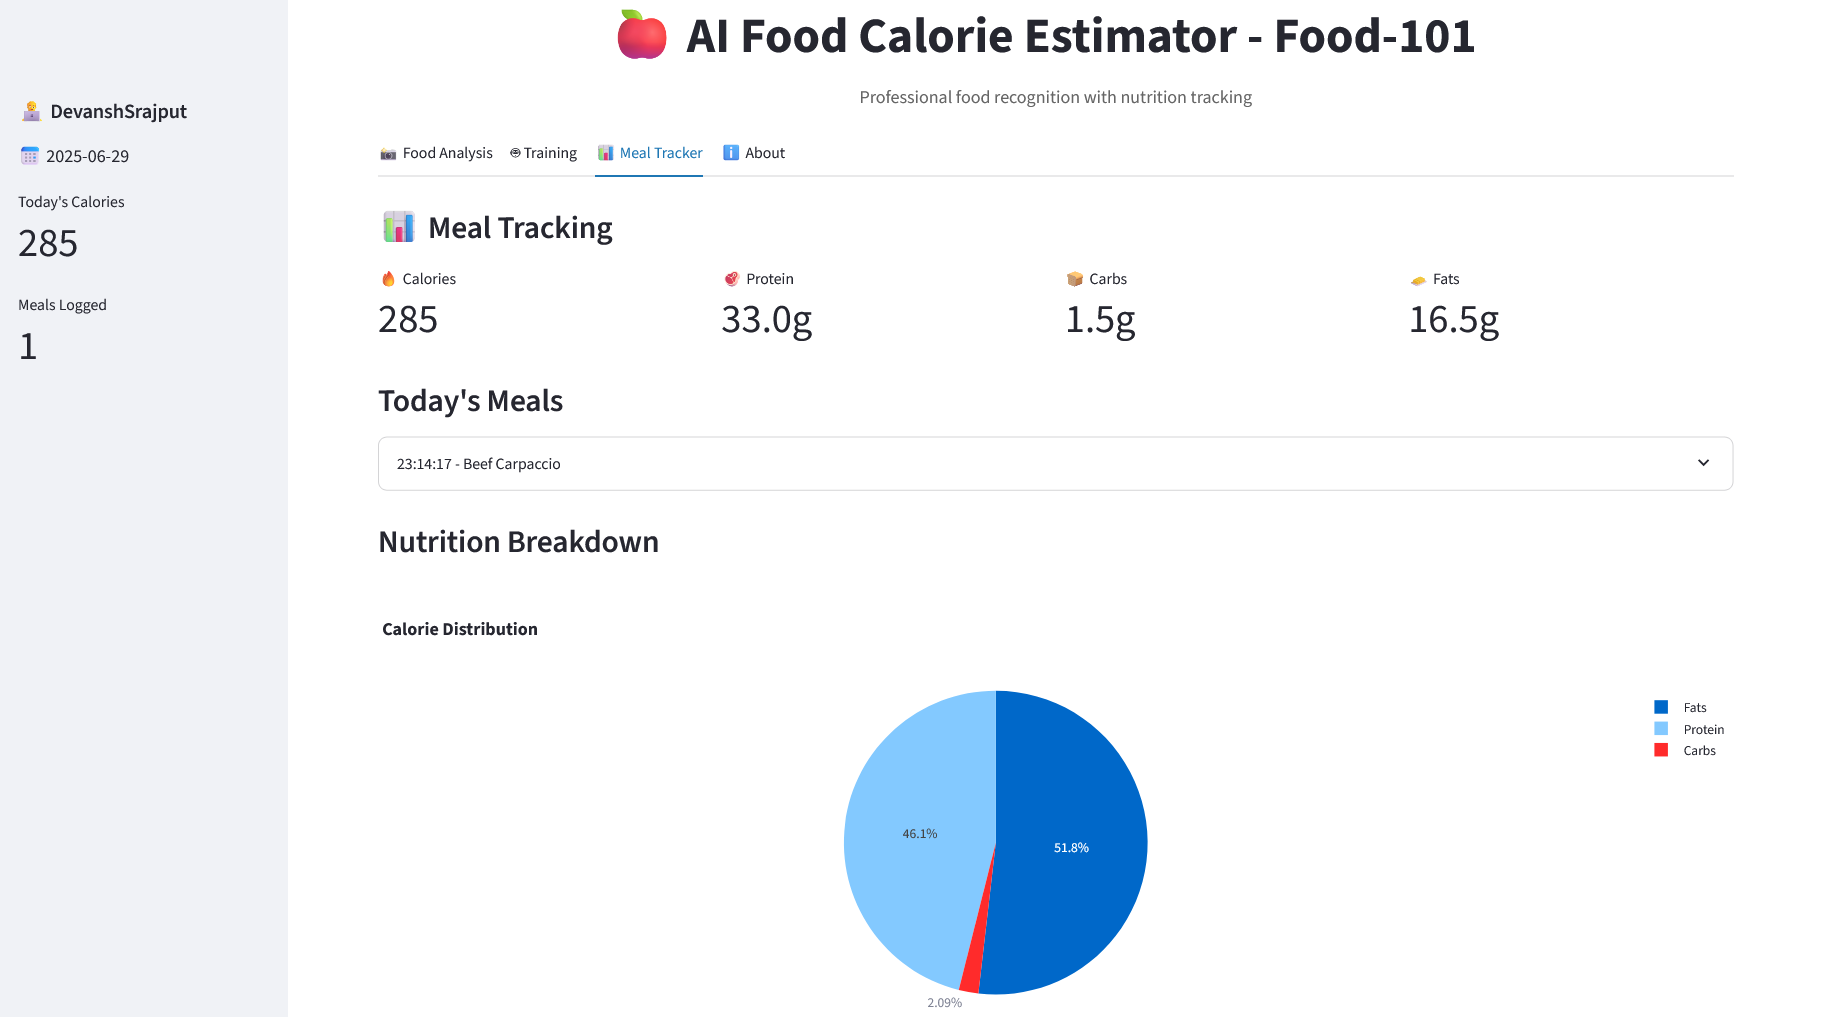 AI Food Calorie Estimator - Food-101
Professional food recognition with nutrition tracking
DevanshSrajput
2025-06-29
Today's Calories
285
Meals Logged
1
Food Analysis Training Meal Tracker About
Meal Tracking
Calories Protein Carbs Fats
285 33.0g 1.5g 16.5g
Today's Meals
23:14:17 - Beef Carpaccio
Nutrition Breakdown
Calorie Distribution
Fats
Protein
Carbs
46.1%
51.8%
2.09%